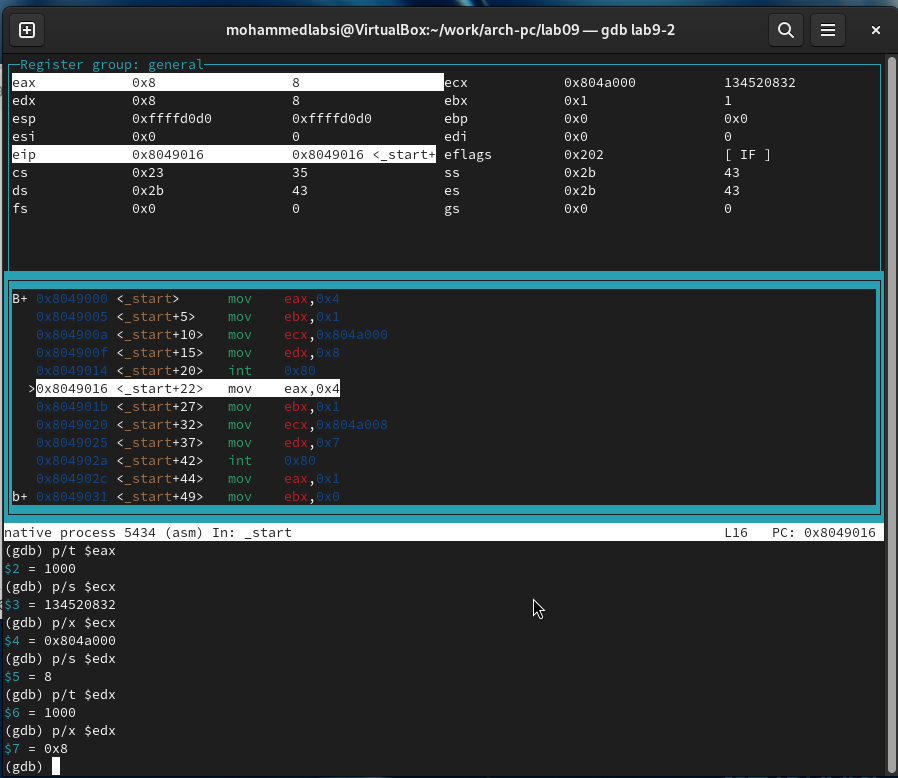 mohammedlabsi@VirtualBox:~/work/arch-pc/lab09 — gdb lab9-2
Register group: general
eax 0x8 8 ecx 0x804a000 134520832
edx 0x8 8 ebx 0x1 1
esp 0xffffd0d0 0xffffd0d0 ebp 0x0 0x0
esi 0x0 0 edi 0x0 0
eip 0x8049016 0x8049016 <_start+ eflags 0x202 [ IF ]
cs 0x23 35 ss 0x2b 43
ds 0x2b 43 es 0x2b 43
fs 0x0 0 gs 0x0 0
B+ 0x8049000 <_start> mov eax,0x4
0x8049005 <_start+5> mov ebx,0x1
0x804900a <_start+10> mov ecx,0x804a000
0x804900f <_start+15> mov edx,0x8
0x8049014 <_start+20> int 0x80
>0x8049016 <_start+22> mov eax,0x4
0x804901b <_start+27> mov ebx,0x1
0x8049020 <_start+32> mov ecx,0x804a008
0x8049025 <_start+37> mov edx,0x7
0x804902a <_start+42> int 0x80
0x804902c <_start+44> mov eax,0x1
b+ 0x8049031 <_start+49> mov ebx,0x0
native process 5434 (asm) In: _start L16 PC: 0x8049016
(gdb) p/t $eax
$2 = 1000
(gdb) p/s $ecx
$3 = 134520832
(gdb) p/x $ecx
$4 = 0x804a000
(gdb) p/s $edx
$5 = 8
(gdb) p/t $edx
$6 = 1000
(gdb) p/x $edx
$7 = 0x8
(gdb)